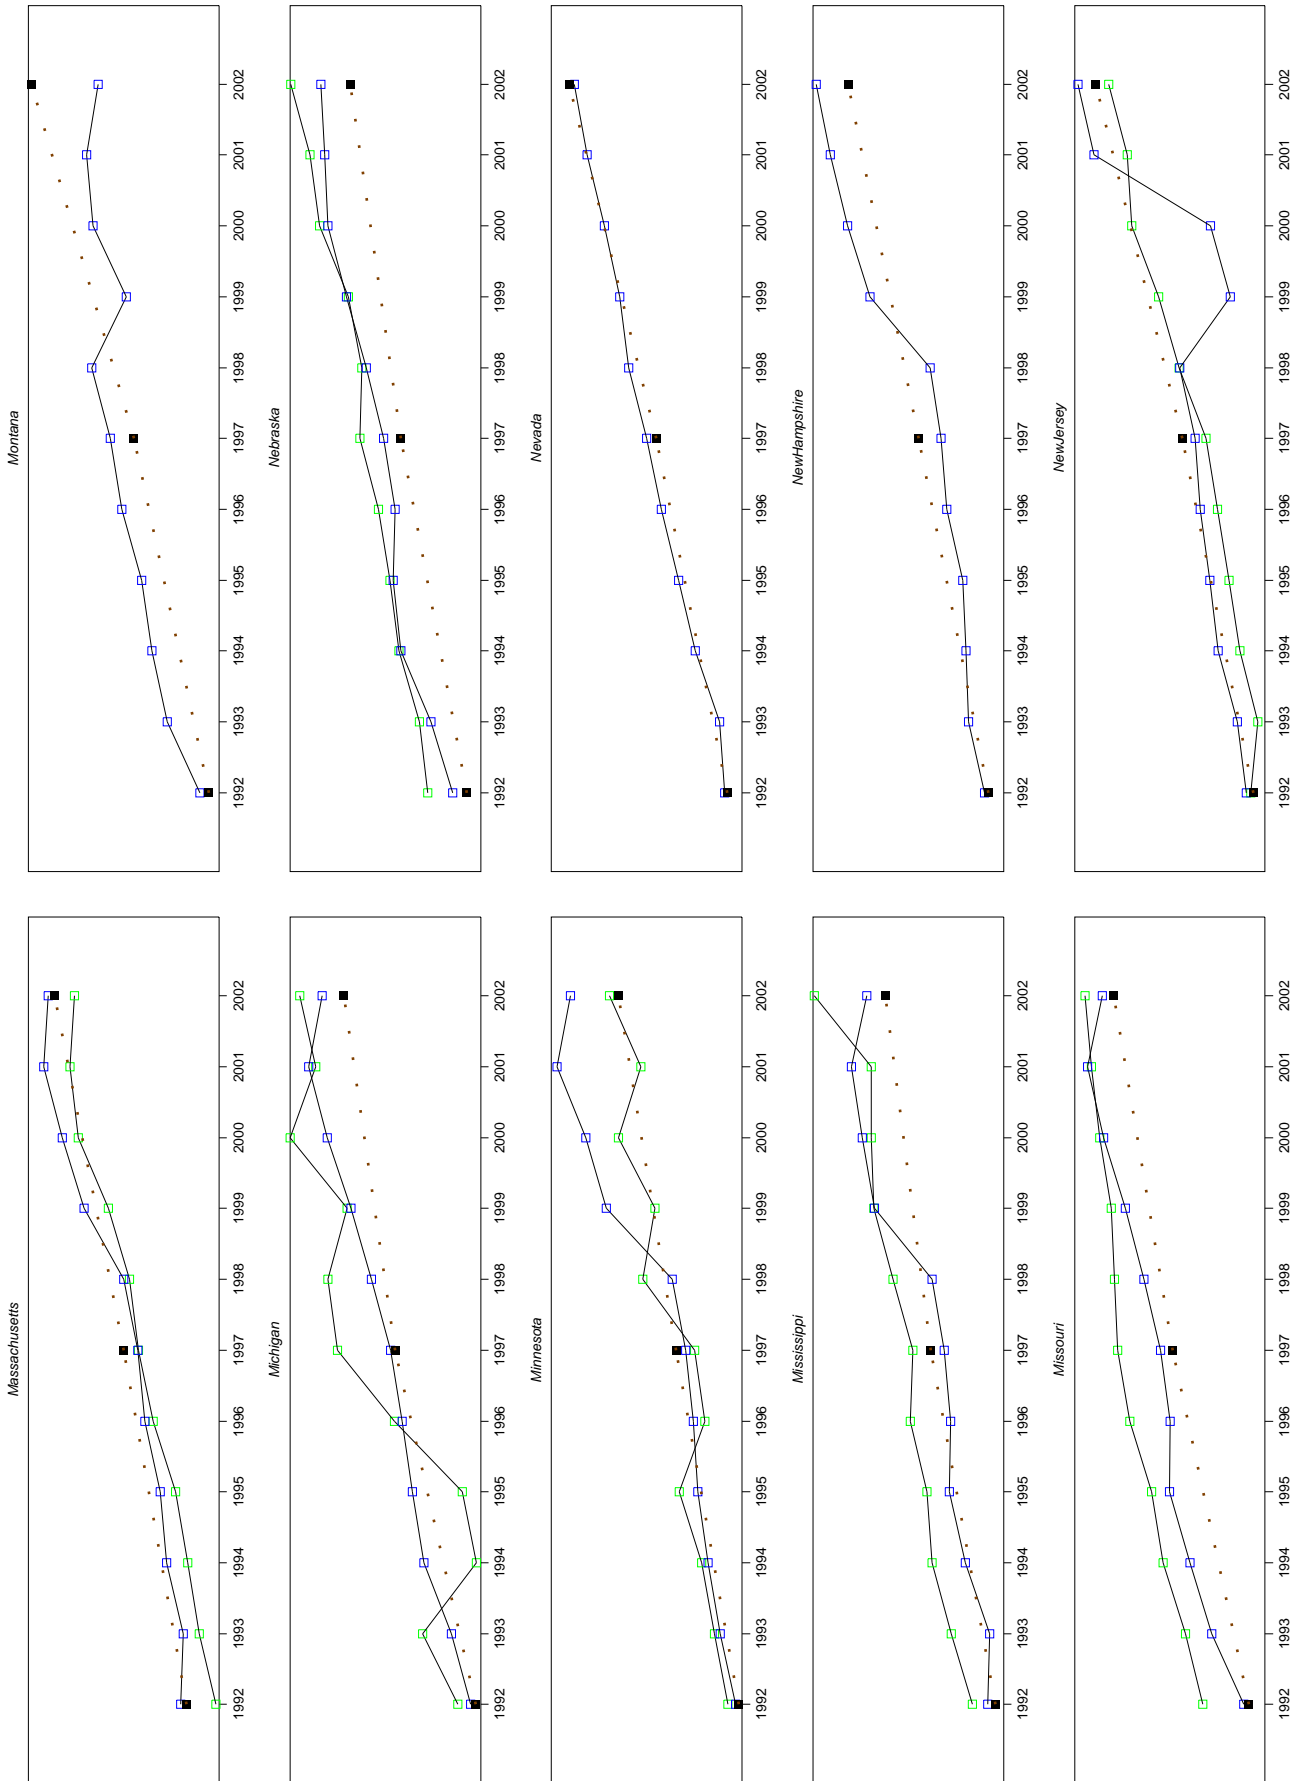 Massachusetts
1992 1993 1994 1995 1996 1997 1998 1999 2000 2001 2002
Montana
1992 1993 1994 1995 1996 1997 1998 1999 2000 2001 2002
Michigan
1992 1993 1994 1995 1996 1997 1998 1999 2000 2001 2002
Nebraska
1992 1993 1994 1995 1996 1997 1998 1999 2000 2001 2002
Minnesota
1992 1993 1994 1995 1996 1997 1998 1999 2000 2001 2002
Nevada
1992 1993 1994 1995 1996 1997 1998 1999 2000 2001 2002
Mississippi
1992 1993 1994 1995 1996 1997 1998 1999 2000 2001 2002
NewHampshire
1992 1993 1994 1995 1996 1997 1998 1999 2000 2001 2002
Missouri
1992 1993 1994 1995 1996 1997 1998 1999 2000 2001 2002
NewJersey
1992 1993 1994 1995 1996 1997 1998 1999 2000 2001 2002